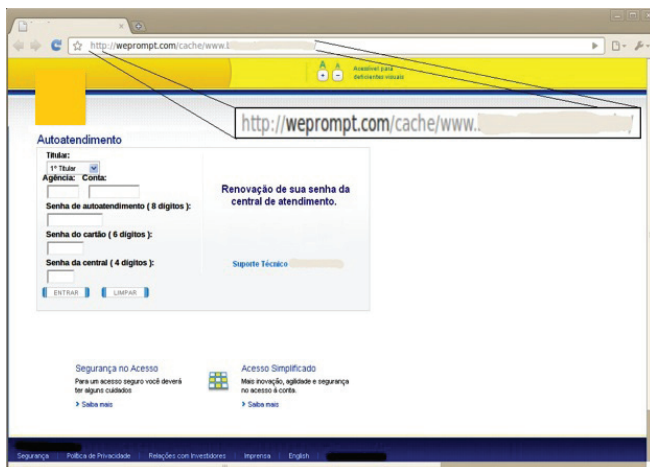 http://weprompt.com/cache/www.
Acessível para
deficientes visuais
http://weprompt.com/cache/www.
Autoatendimento
Titular:
1º Titular
Agência: Conta:
Renovação de sua senha da
central de atendimento.
Senha de autoatendimento ( 8 dígitos ):
Senha do cartão ( 6 dígitos ):
Senha da central ( 4 dígitos ):
Suporte Técnico
ENTRAR LIMPAR
Segurança no Acesso
Para um acesso seguro você deverá
ter alguns cuidados
> Saiba mais
Acesso Simplificado
Mais inovação, agilidade e segurança
no acesso à conta.
> Saiba mais
Segurança Política de Privacidade Relações com Investidores Imprensa English